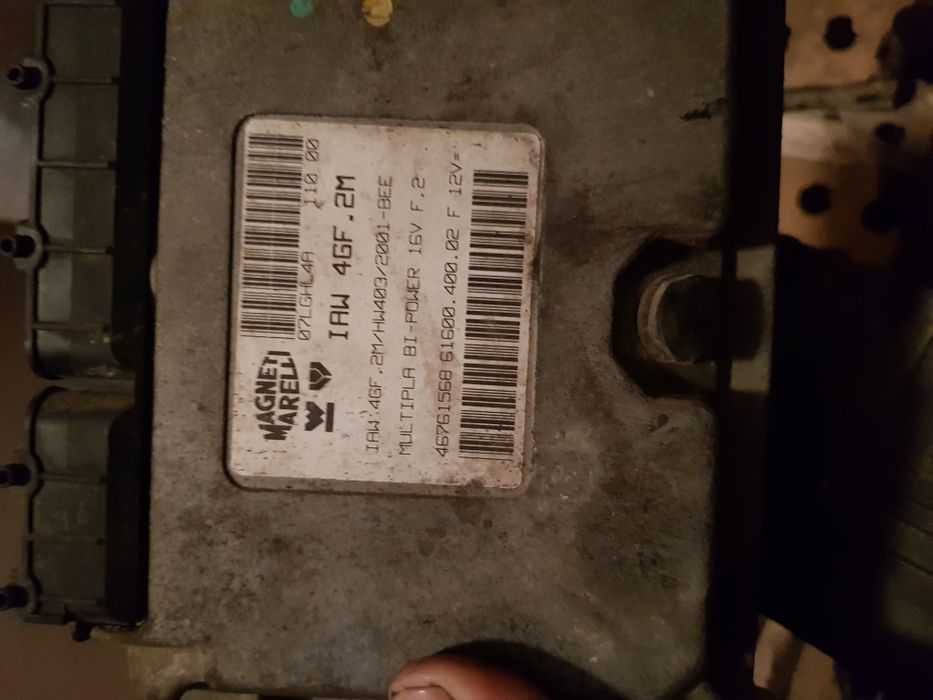 MAGNETI
MARELLI
07LGHL4A 110 00
IAW 4GF.2M
IAW 4GF.2M/HW403/2001-BEE
MULTIPLA BI-POWER 16V F.2
46761568 61600.400.02 F 12V=